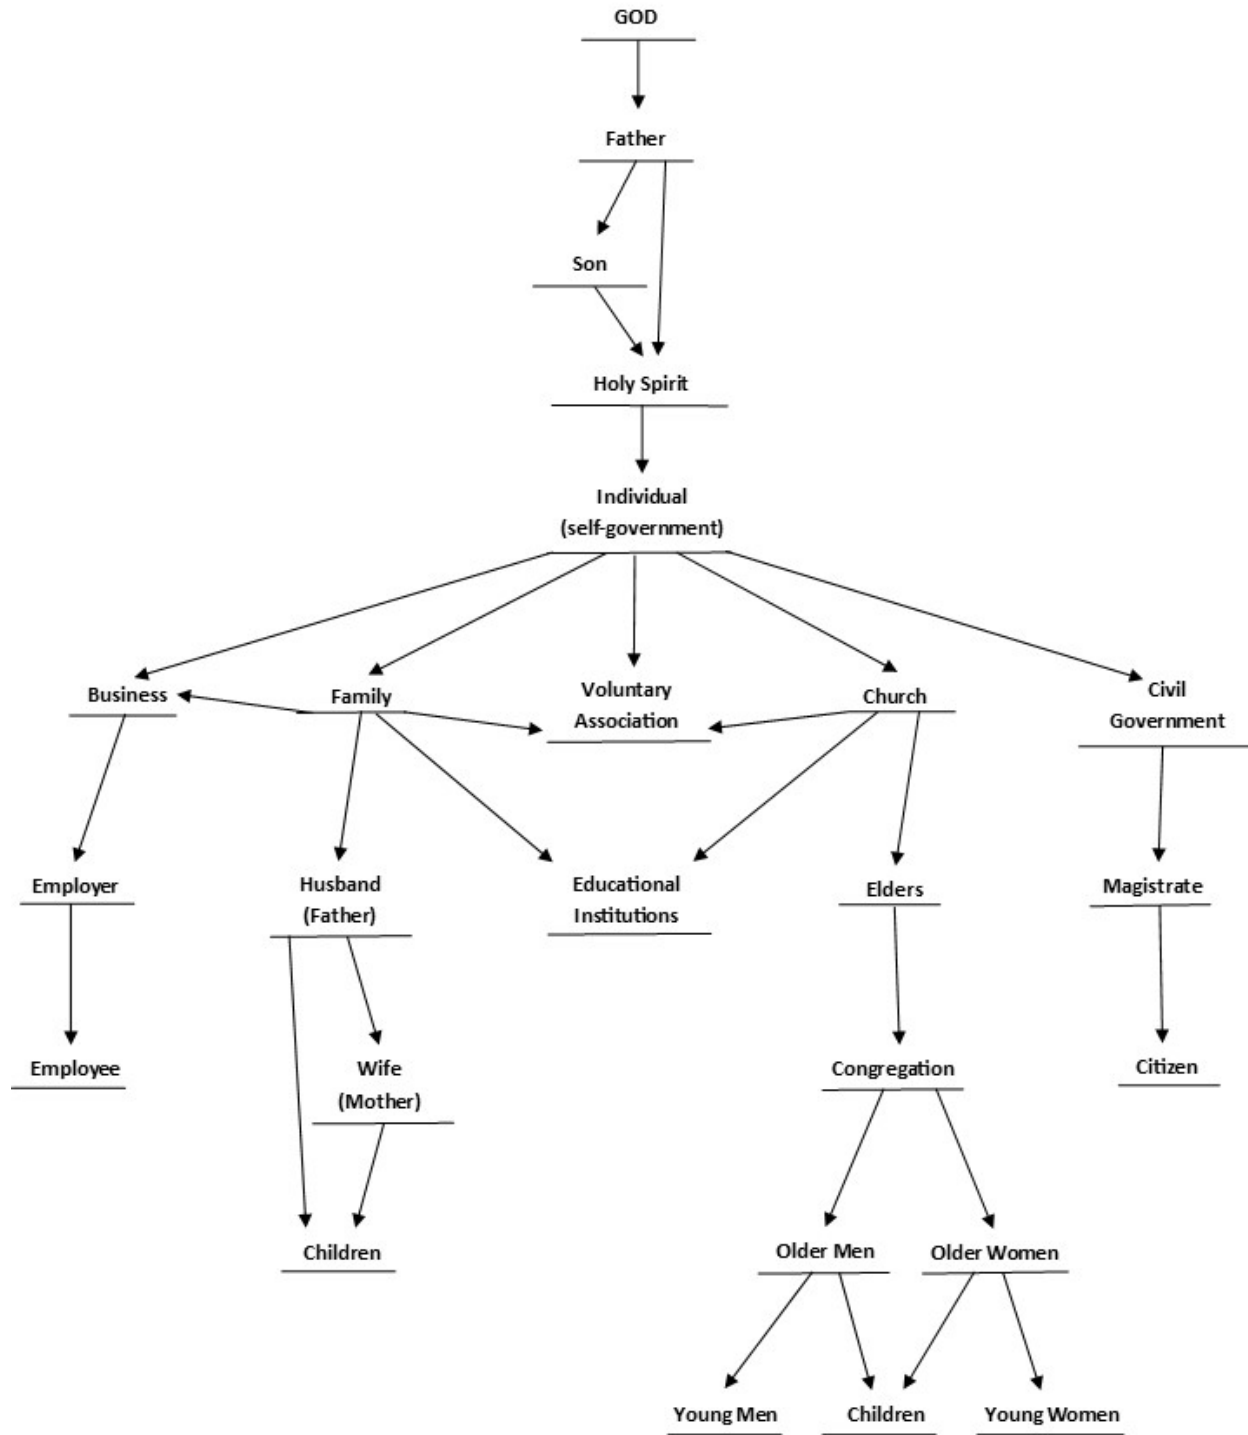 GOD
Father
Son
Holy Spirit
Individual
(self-government)
Business
Family
Voluntary
Association
Church
Civil
Government
Employer
Husband
(Father)
Educational
Institutions
Elders
Magistrate
Employee
Wife
(Mother)
Congregation
Citizen
Children
Older Men
Older Women
Young Men
Children
Young Women